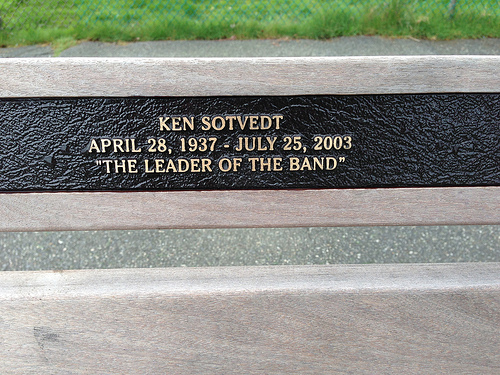 KEN SOTVEDT
APRIL 28, 1937 - JULY 25, 2003
"THE LEADER OF THE BAND"